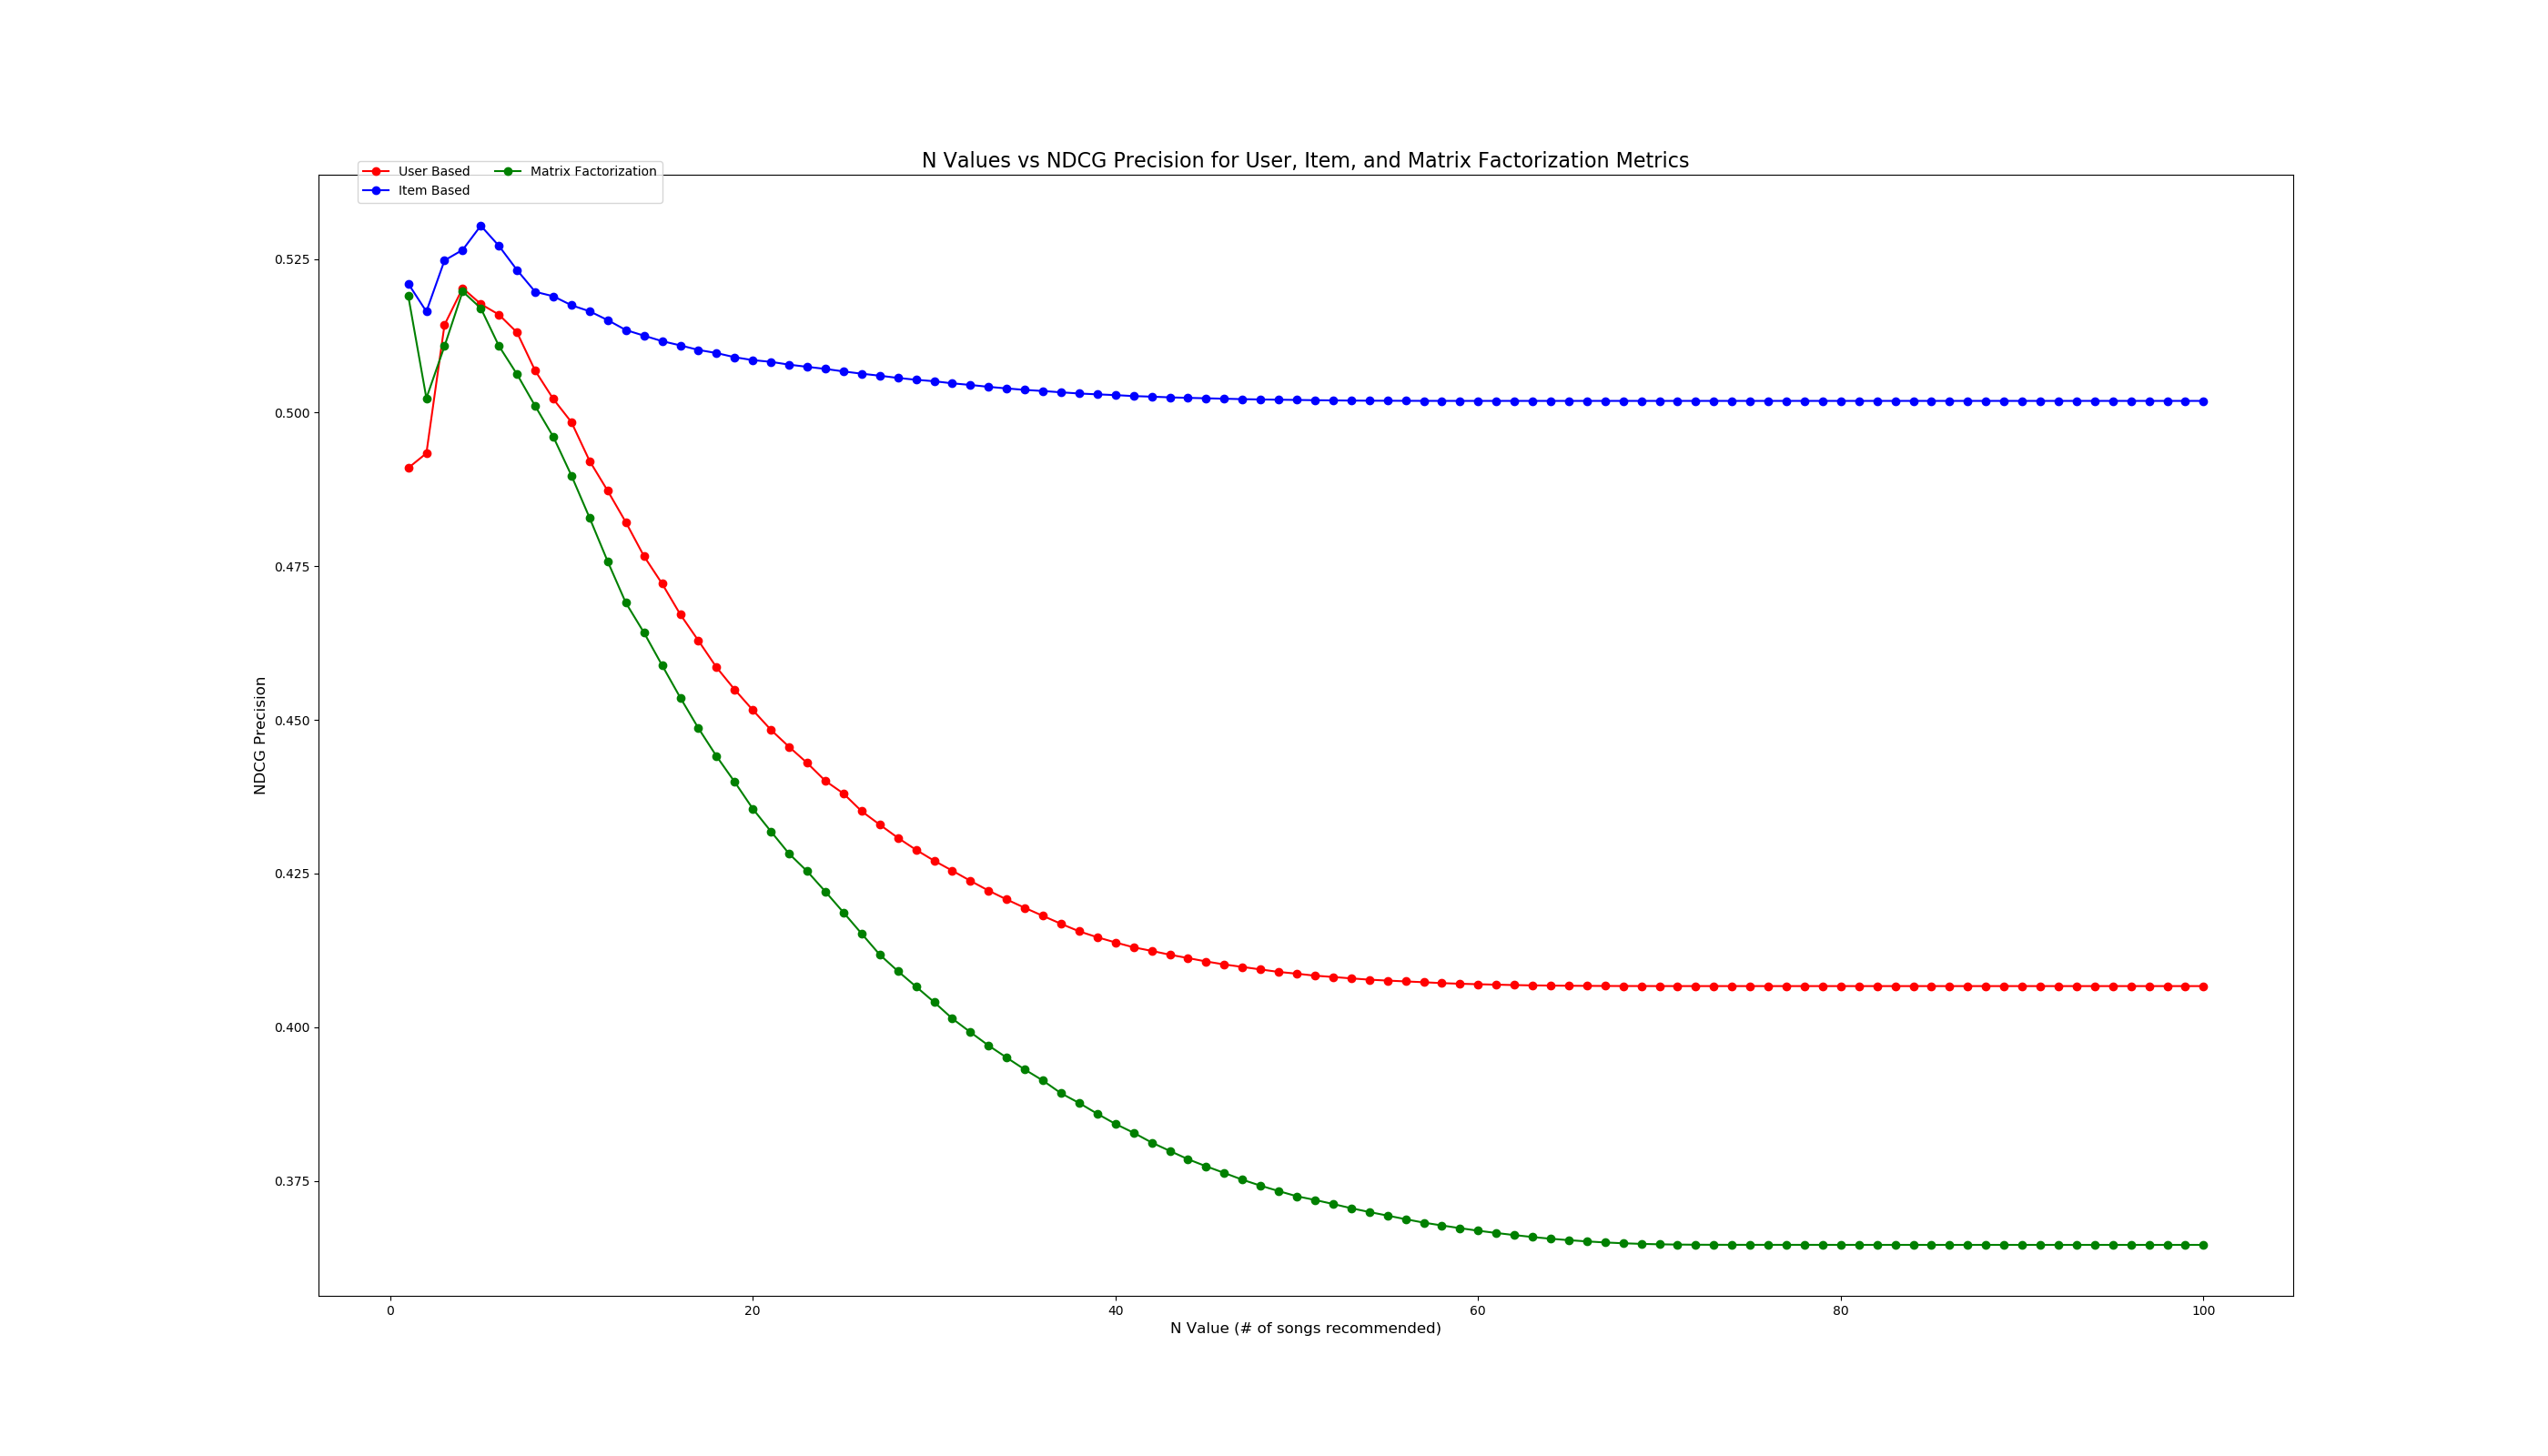 N Values vs NDCG Precision for User, Item, and Matrix Factorization Metrics
User Based Matrix Factorization
Item Based
0.525
0.500
0.475
0.450
0.425
0.400
0.375
NDCG Precision
0 20 40 60 80 100
N Value (# of songs recommended)